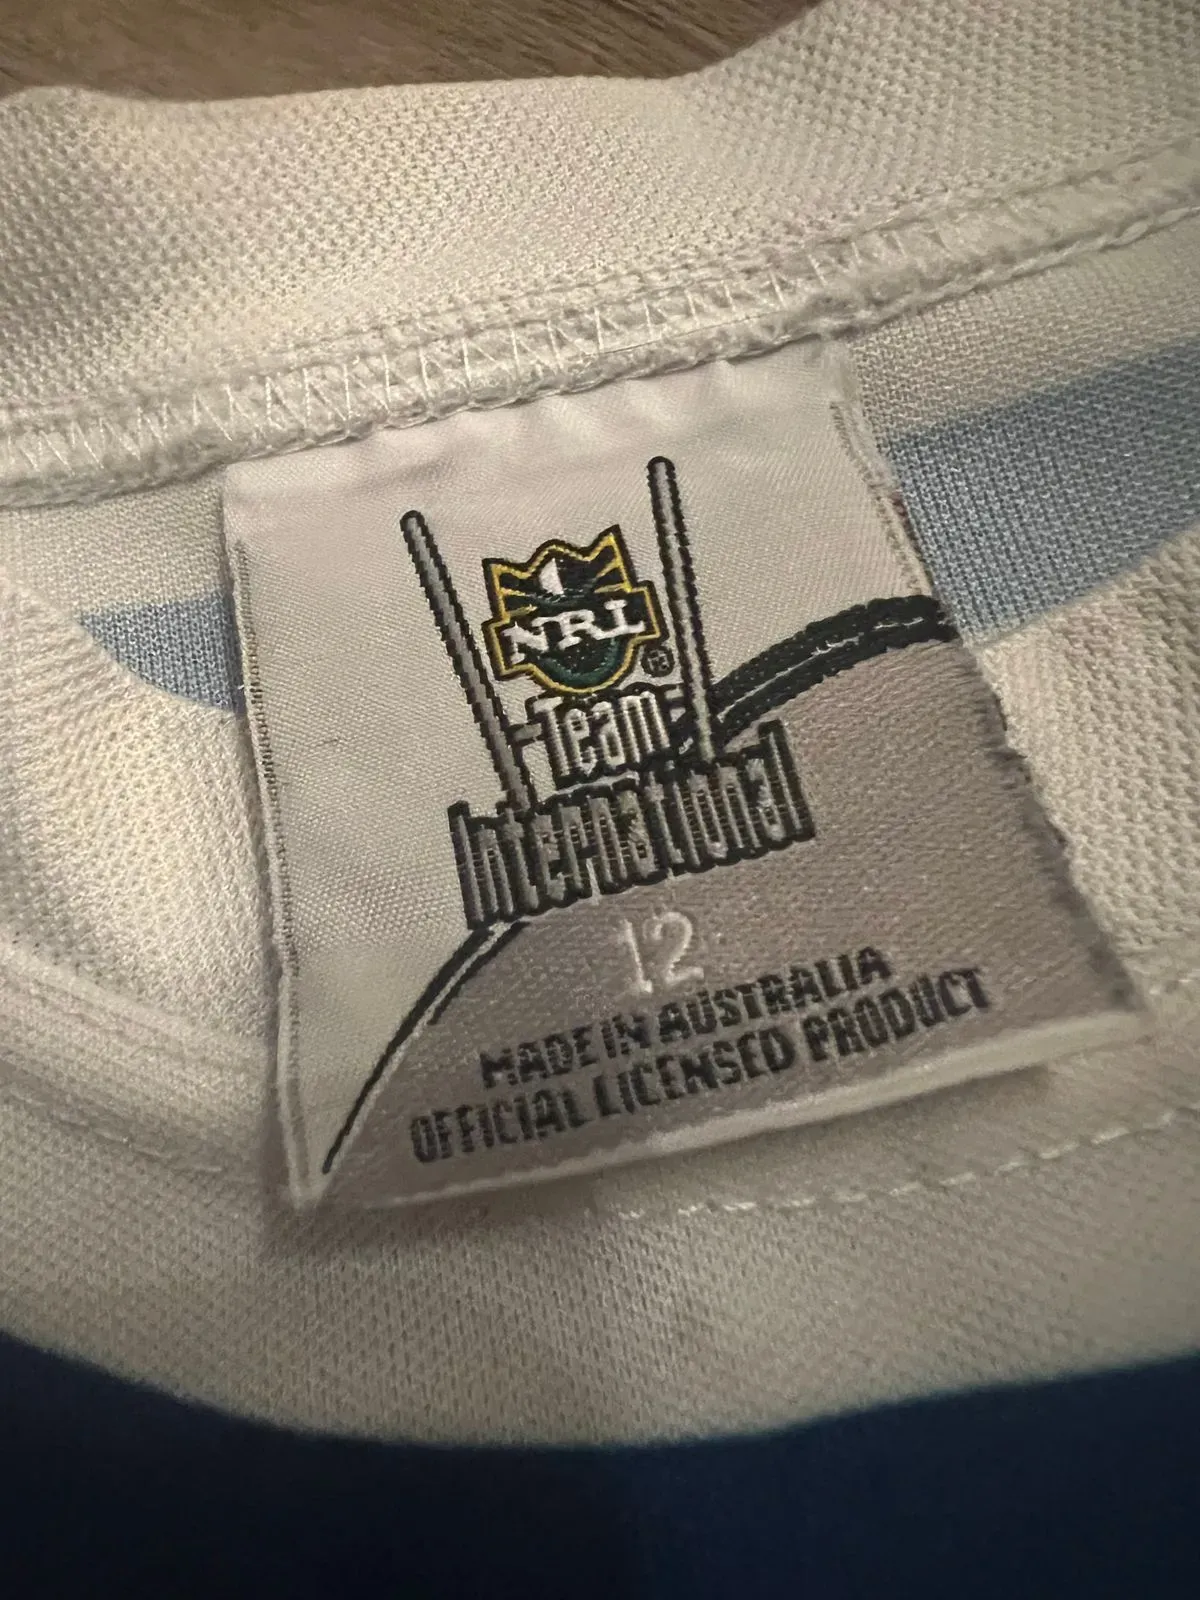 NRL
®
Team
International
12
MADE IN AUSTRALIA
OFFICIAL LICENSED PRODUCT